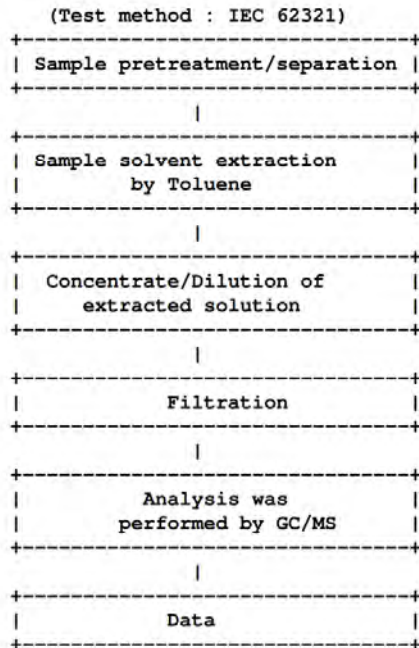 (Test method : IEC 62321)
Sample pretreatment/separation
Sample solvent extraction
by Toluene
Concentrate/Dilution of
extracted solution
Filtration
Analysis was
performed by GC/MS
Data